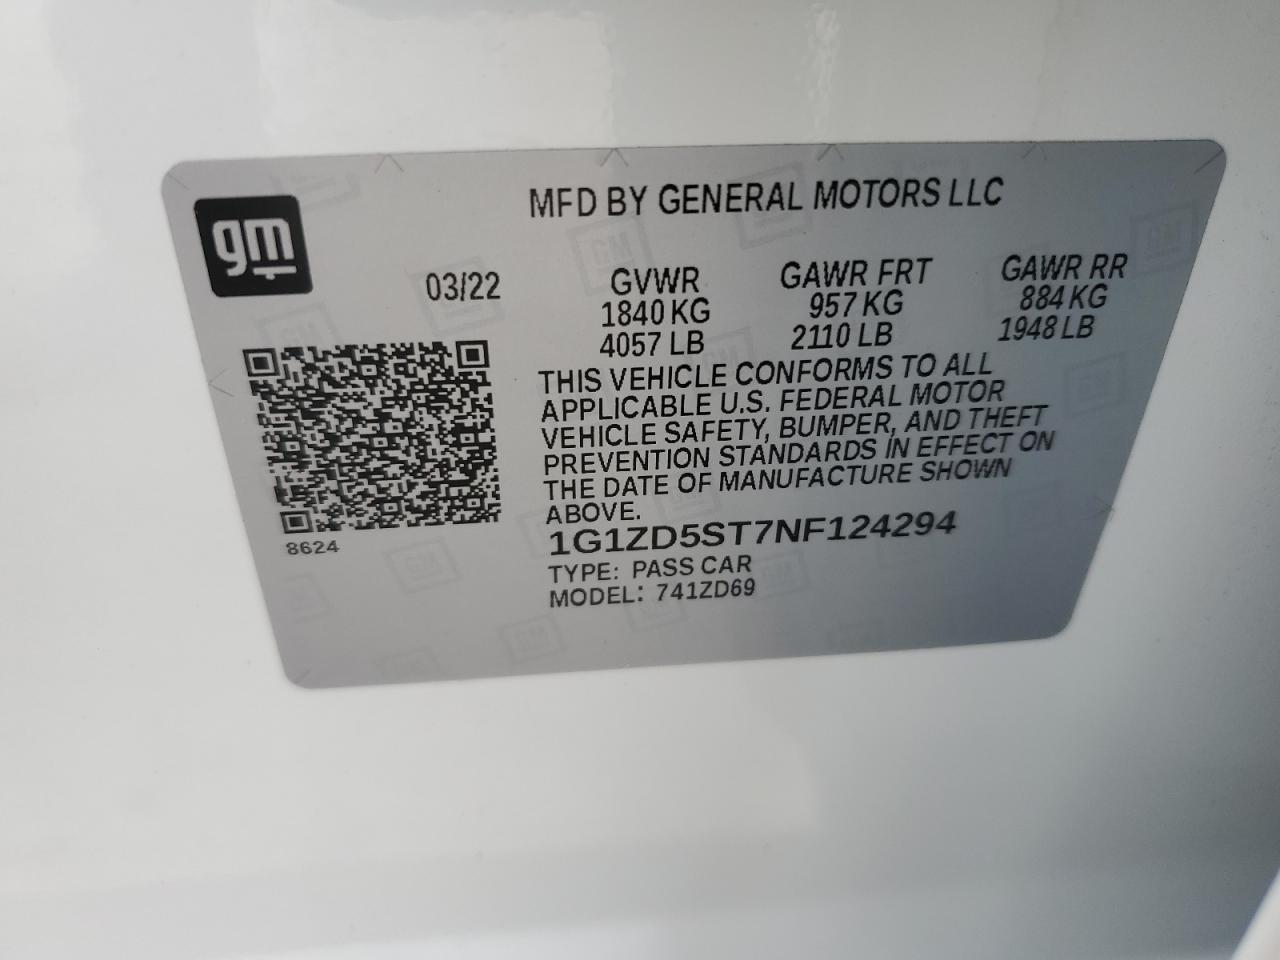 gm
MFD BY GENERAL MOTORS LLC
03/22 GVWR GAWR FRT GAWR RR
1840 KG 957 KG 884 KG
4057 LB 2110 LB 1948 LB
THIS VEHICLE CONFORMS TO ALL
APPLICABLE U.S. FEDERAL MOTOR
VEHICLE SAFETY, BUMPER, AND THEFT
PREVENTION STANDARDS IN EFFECT ON
THE DATE OF MANUFACTURE SHOWN
ABOVE.
8624
1G1ZD5ST7NF124294
TYPE: PASS CAR
MODEL: 741ZD69